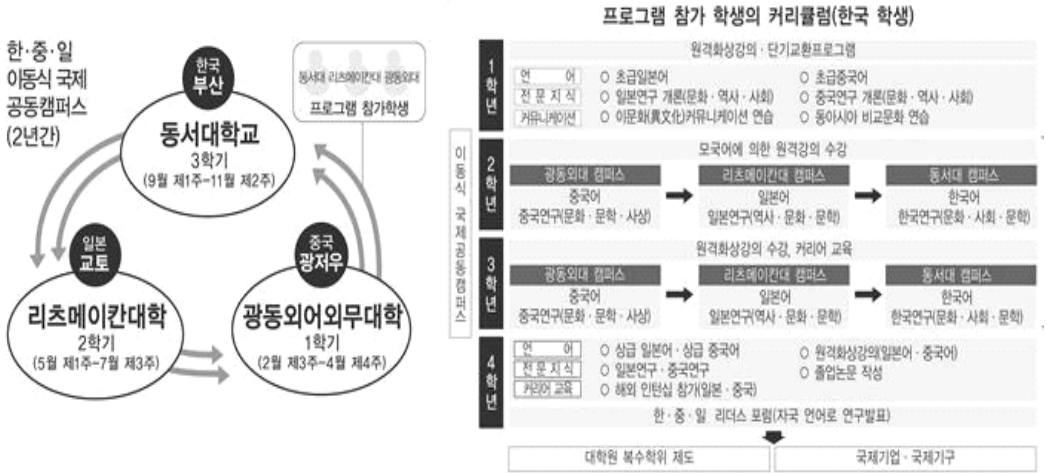 한·중·일
이동식 국제
공동캠퍼스
(2년간)
한국
부산
동서대학교
3학기
(9월 제1주-11월 제2주)
동서대 리츠메이칸대 광동외대
프로그램 참가학생
일본
교토
리츠메이칸대학
2학기
(5월 제1주-7월 제3주)
중국
광저우
광동외어외무대학
1학기
(2월 제3주-4월 제4주)
프로그램 참가 학생의 커리큘럼(한국 학생)
이동식 국제공동캠퍼스
1학년
원격화상강의·단기교환프로그램
언 어 ○ 초급일본어 ○ 초급중국어
전문지식 ○ 일본연구 개론(문화·역사·사회) ○ 중국연구 개론(문화·역사·사회)
커뮤니케이션 ○ 이문화(異文化)커뮤니케이션 연습 ○ 동아시아 비교문화 연습
2학년
모국어에 의한 원격강의 수강
광동외대 캠퍼스 리츠메이칸대 캠퍼스 동서대 캠퍼스
중국어 일본어 한국어
중국연구(문화·문학·사상) 일본연구(역사·문화·문학) 한국연구(문화·사회·문학)
3학년
원격화상강의 수강, 커리어 교육
광동외대 캠퍼스 리츠메이칸대 캠퍼스 동서대 캠퍼스
중국어 일본어 한국어
중국연구(문화·문학·사상) 일본연구(역사·문화·문학) 한국연구(문화·사회·문학)
4학년
언 어 ○ 상급 일본어·상급 중국어 ○ 원격화상강의(일본어·중국어)
전문지식 ○ 일본연구·중국연구 ○ 졸업논문 작성
커리어 교육 ○ 해외 인턴십 참가(일본·중국)
한·중·일 리더스 포럼(자국 언어로 연구발표)
대학원 복수학위 제도 국제기업·국제기구